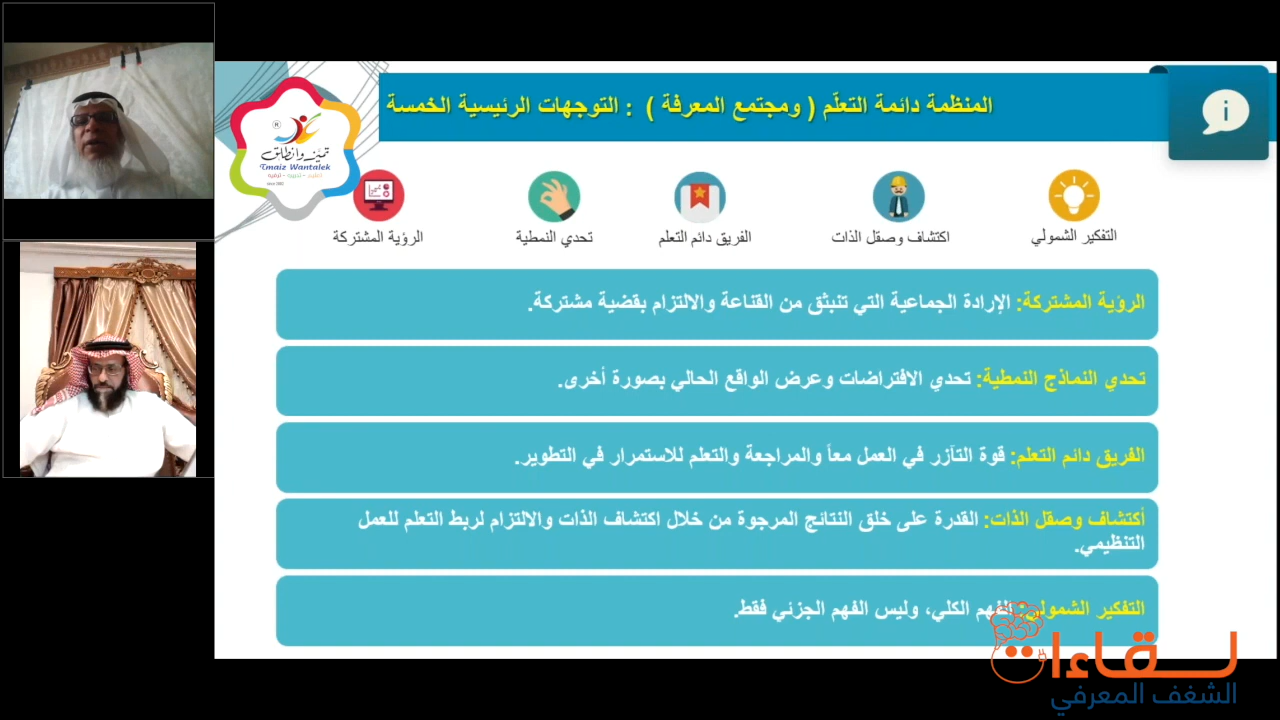 المنظمة دائمة التعلّم ( ومجتمع المعرفة ) : التوجهات الرئيسية الخمسة
تميّز وانطلق
Tmaiz Wantalek
since 2002
التفكير الشمولي
اكتشاف وصقل الذات
الفريق دائم التعلم
تحدي النمطية
الرؤية المشتركة
الرؤية المشتركة: الإرادة الجماعية التي تنبثق من القناعة والالتزام بقضية مشتركة.
تحدي النماذج النمطية: تحدي الافتراضات وعرض الواقع الحالي بصورة أخرى.
الفريق دائم التعلم: قوة التآزر في العمل معاً والمراجعة والتعلم للاستمرار في التطوير.
أكتشاف وصقل الذات: القدرة على خلق النتائج المرجوة من خلال اكتشاف الذات والالتزام لربط التعلم للعمل
التنظيمي.
التفكير الشمولي: الفهم الكلي، وليس الفهم الجزئي فقط.
لـقـاءات
الشغف المعرفي